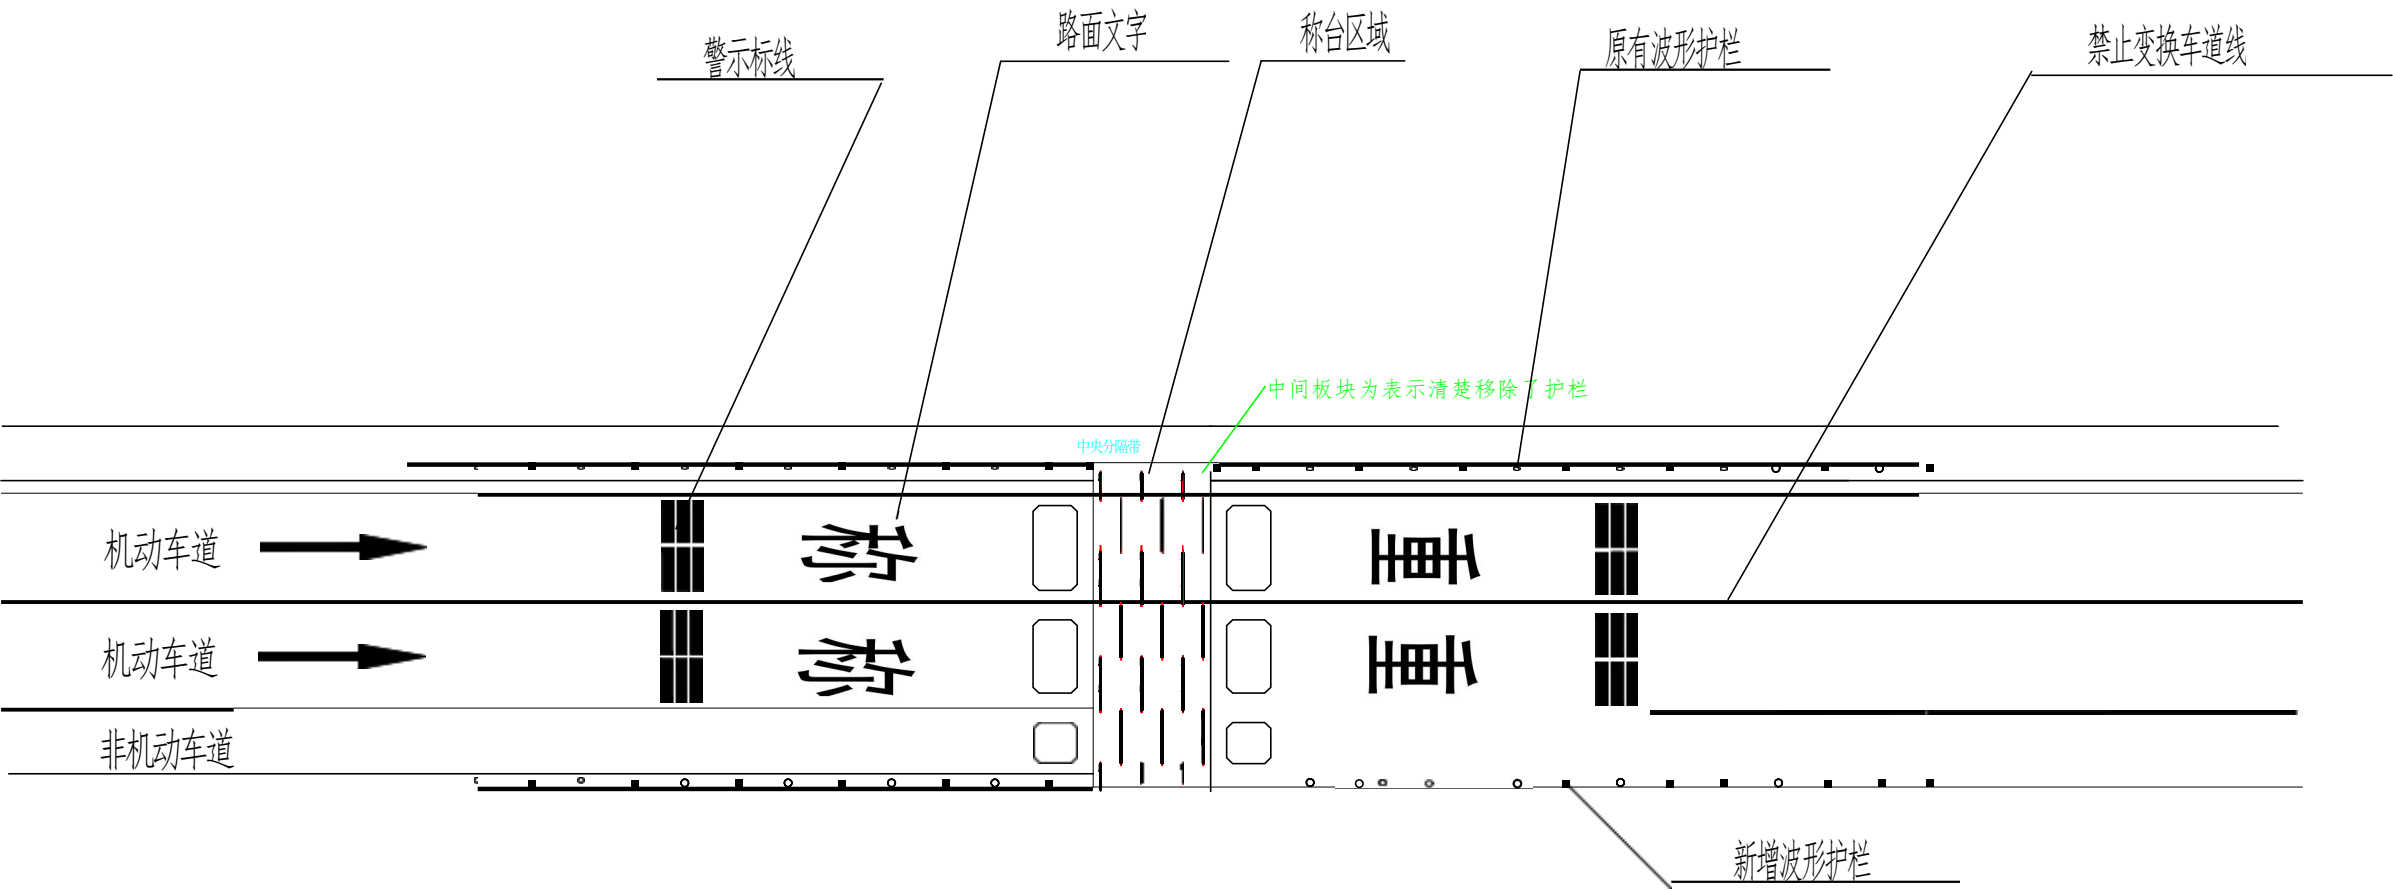 警示标线
路面文字
称台区域
原有波形护栏
禁止变换车道线
中间板块为表示清楚移除了护栏
中央分隔带
机动车道
称
重
机动车道
称
重
非机动车道
新增波形护栏